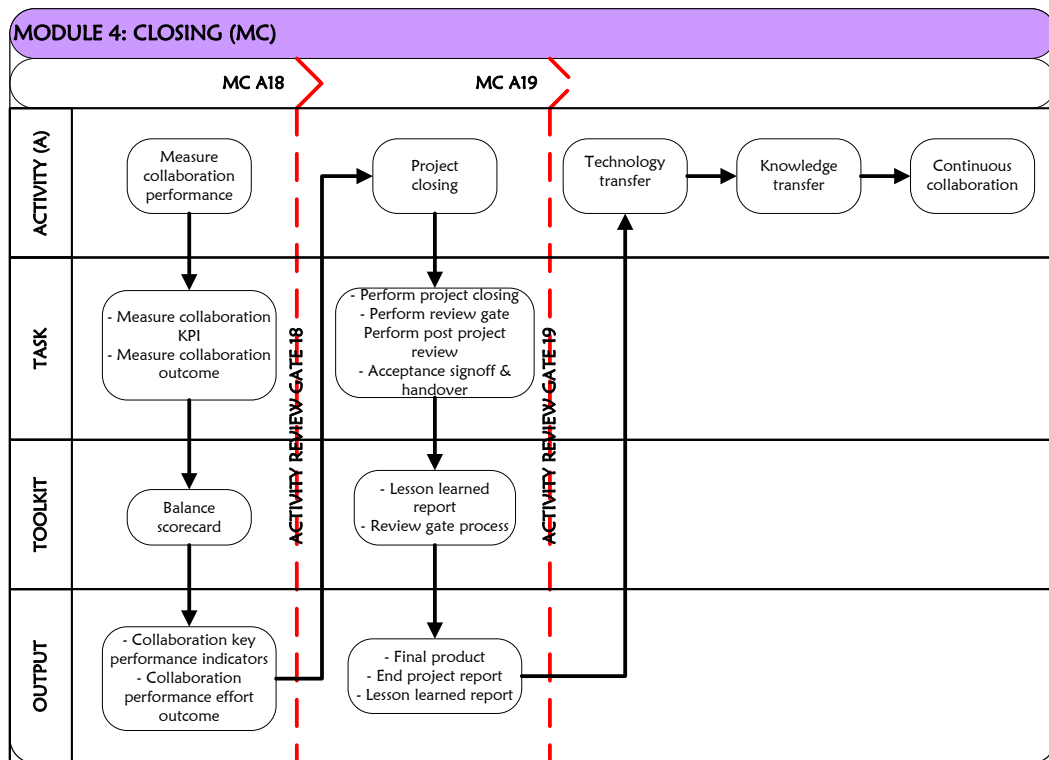 MODULE 4: CLOSING (MC)
MC A18
MC A19
ACTIVITY (A)
Measure
collaboration
performance
Project
closing
Technology
transfer
Knowledge
transfer
Continuous
collaboration
TASK
- Measure collaboration
KPI
- Measure collaboration
outcome
ACTIVITY REVIEW GATE 18
- Perform project closing
- Perform review gate
Perform post project
review
- Acceptance signoff &
handover
ACTIVITY REVIEW GATE 19
TOOLKIT
Balance
scorecard
- Lesson learned
report
- Review gate process
OUTPUT
- Collaboration key
performance indicators
- Collaboration
performance effort
outcome
- Final product
- End project report
- Lesson learned report